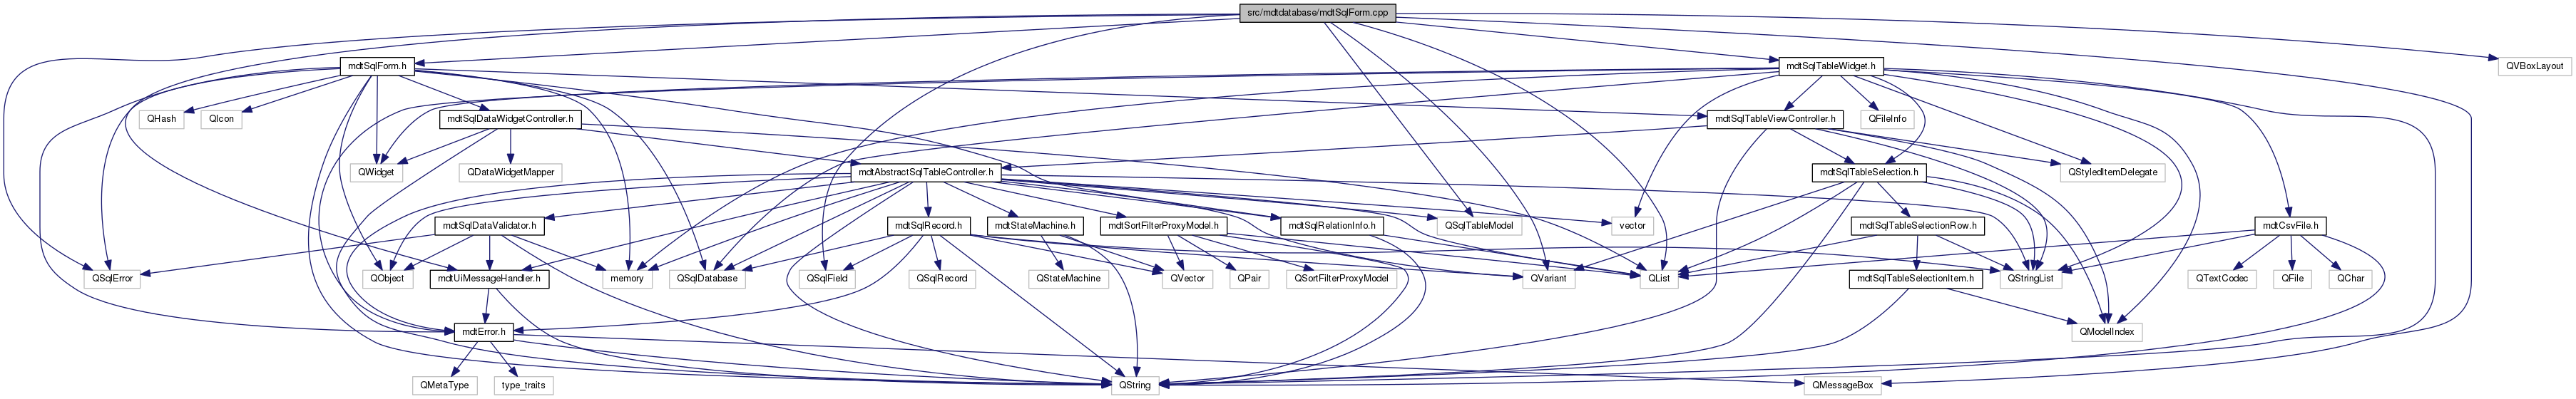 src/mdtdatabase/mdtSqlForm.cpp
mdtSqlForm.h
mdtSqlTableWidget.h
QVBoxLayout
QHash
QIcon
mdtSqlDataWidgetController.h
mdtSqlTableViewController.h
QFileInfo
QWidget
QDataWidgetMapper
mdtAbstractSqlTableController.h
mdtSqlTableSelection.h
QStyledItemDelegate
mdtSqlDataValidator.h
mdtSqlRecord.h
mdtStateMachine.h
mdtSortFilterProxyModel.h
mdtSqlRelationInfo.h
QSqlTableModel
vector
mdtSqlTableSelectionRow.h
mdtCsvFile.h
QSqlError
QObject
mdtUiMessageHandler.h
memory
QSqlDatabase
QSqlField
QSqlRecord
QStateMachine
QVector
QPair
QSortFilterProxyModel
QVariant
QList
mdtSqlTableSelectionItem.h
QStringList
QTextCodec
QFile
QChar
mdtError.h
QModelIndex
QMetaType
type_traits
QString
QMessageBox